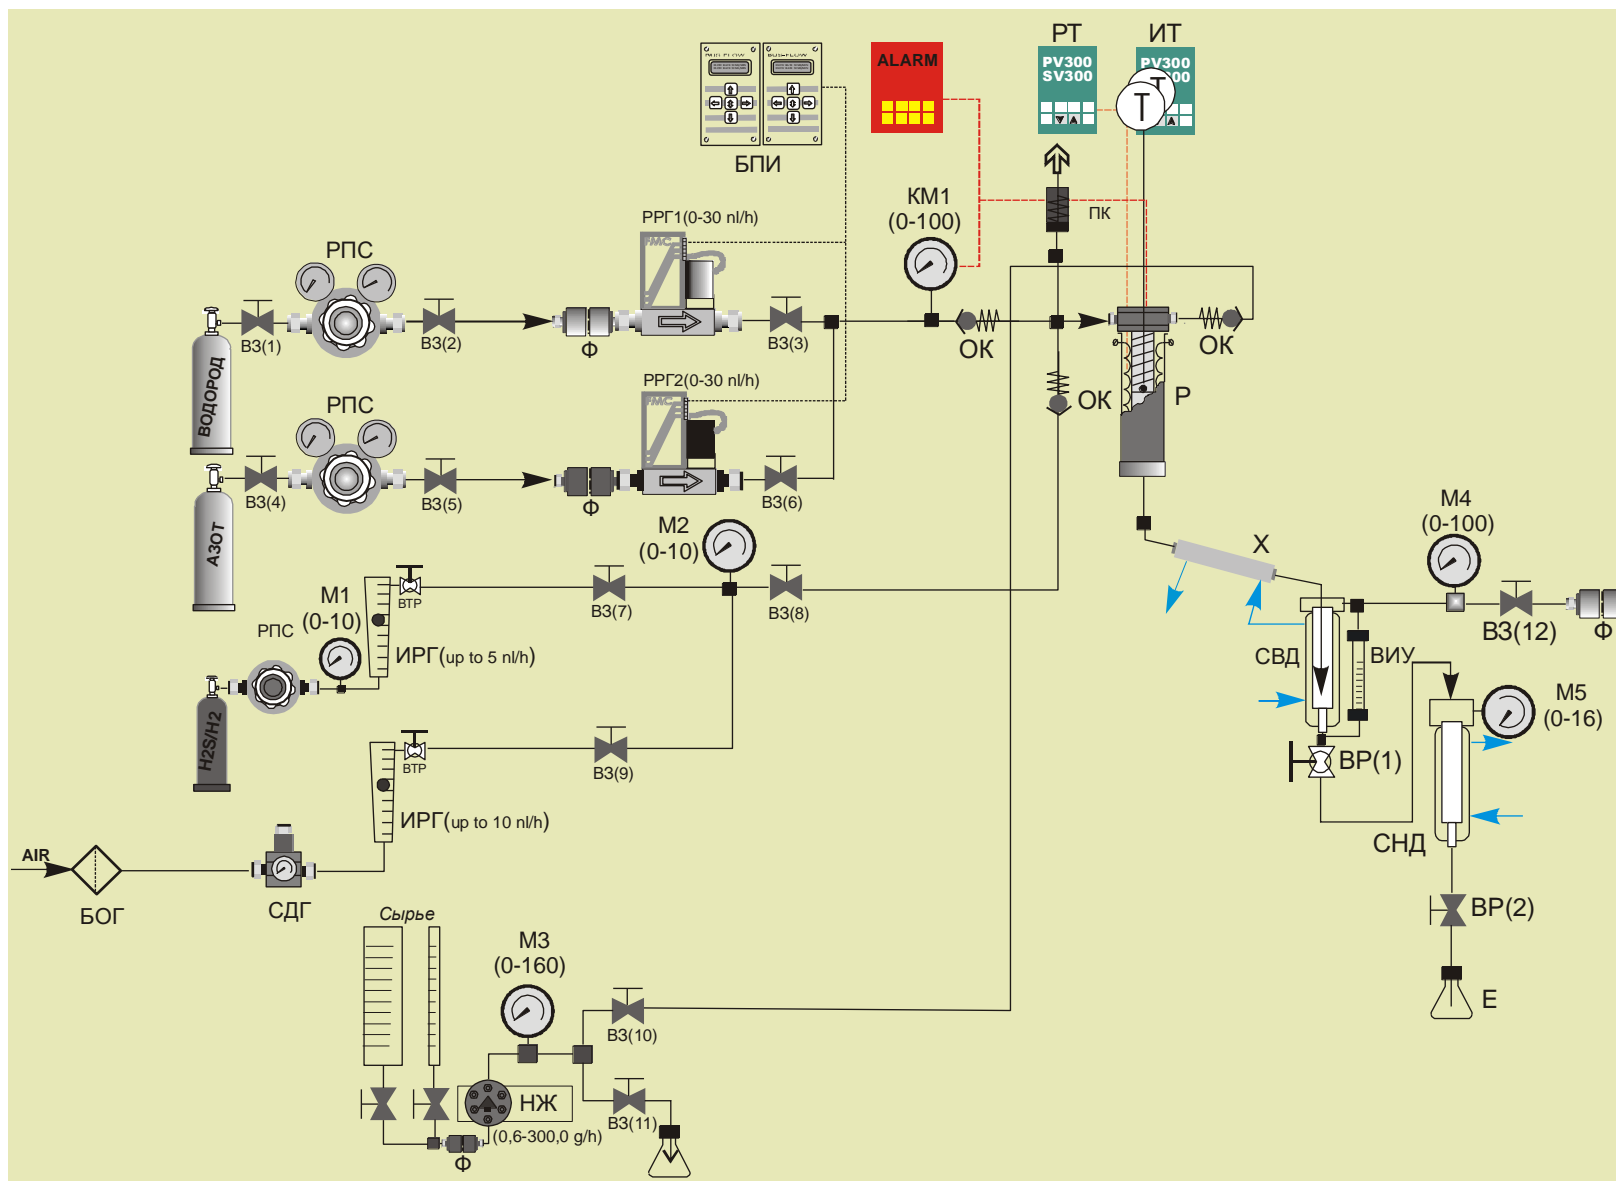 РТ
ИТ
ALARM
PV300
SV300
PV300
T
T
БПИ
КМ1
(0-100)
ПК
РРГ1(0-30 nl/h)
FMC
РПС
ВОДОРОД
ВЗ(1)
ВЗ(2)
Ф
ВЗ(3)
ОК
ОК
ОК
Р
РРГ2(0-30 nl/h)
FMC
РПС
АЗОТ
ВЗ(4)
ВЗ(5)
Ф
ВЗ(6)
М2
(0-10)
М4
(0-100)
Х
М1
(0-10)
ВТР
ВЗ(7)
ВЗ(8)
ВЗ(12)
Ф
РПС
ИРГ(up to 5 nl/h)
СВД
ВИУ
М5
(0-16)
H2S/H2
ВТР
ВЗ(9)
ВР(1)
ИРГ(up to 10 nl/h)
СНД
AIR
БОГ
СДГ
Сырье
ВР(2)
М3
(0-160)
Е
ВЗ(10)
НЖ
(0,6-300,0 g/h)
ВЗ(11)
Ф